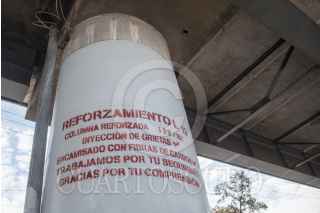 REFORZAMIENTO L-
COLUMNA REFORZADA
INYECCIÓN DE GRIETAS
ENCAMISADO CON FIBRAS DE CARBONO
TRABAJAMOS POR TU SEGURIDAD
GRACIAS POR TU COMPRENSI
CUARTOSCURO